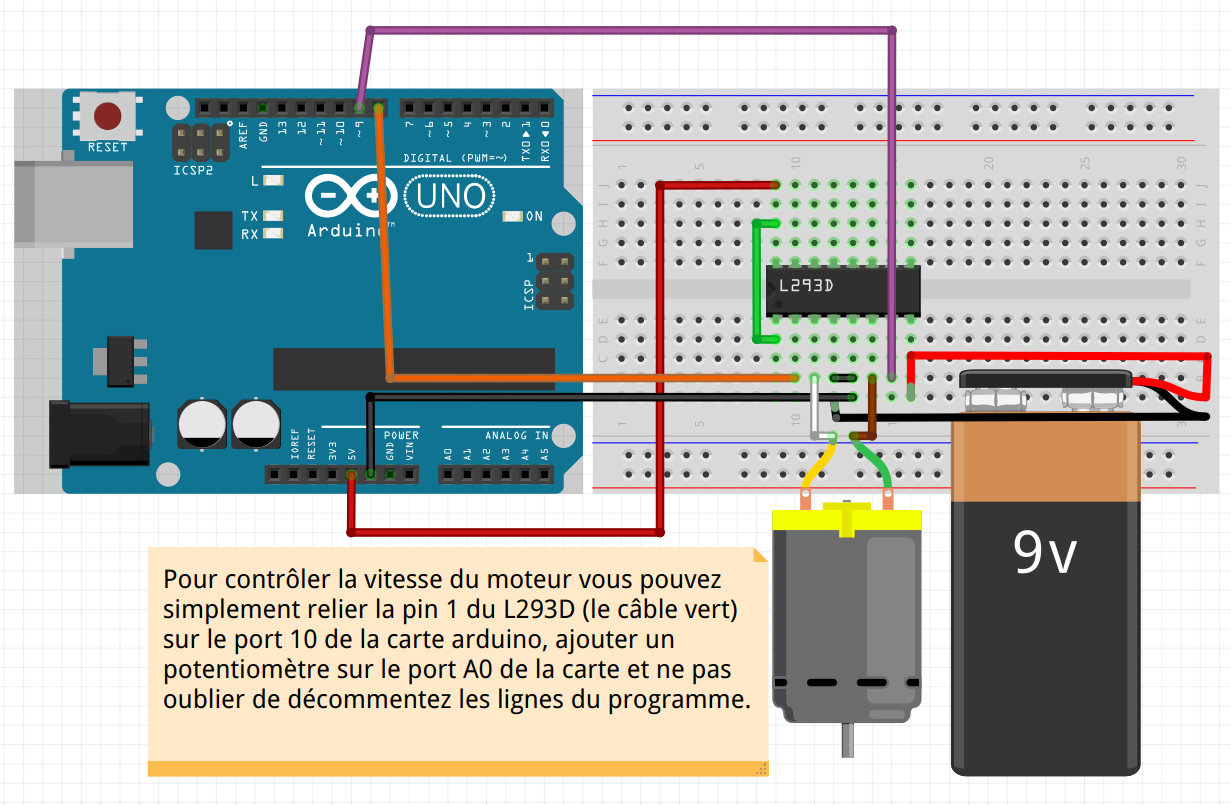 RESET
ICSP2
AREF
GND
13
12
~11
~10
~9
7
~6
~5
4
~3
2
TXD▸1
RXD◂0
DIGITAL (PWM=~)
L
TX
RX
UNO
ON
Arduino™
1
ICSP
IOREF
RESET
3V3
5V
GND
VIN
POWER
ANALOG IN
A0
A1
A2
A3
A4
A5
1 5 10 20 25 30
J
I
H
G
F
L293D
E
D
C
B
1 5 10
9v
Pour contrôler la vitesse du moteur vous pouvez
simplement relier la pin 1 du L293D (le câble vert)
sur le port 10 de la carte arduino, ajouter un
potentiomètre sur le port A0 de la carte et ne pas
oublier de décommentez les lignes du programme.